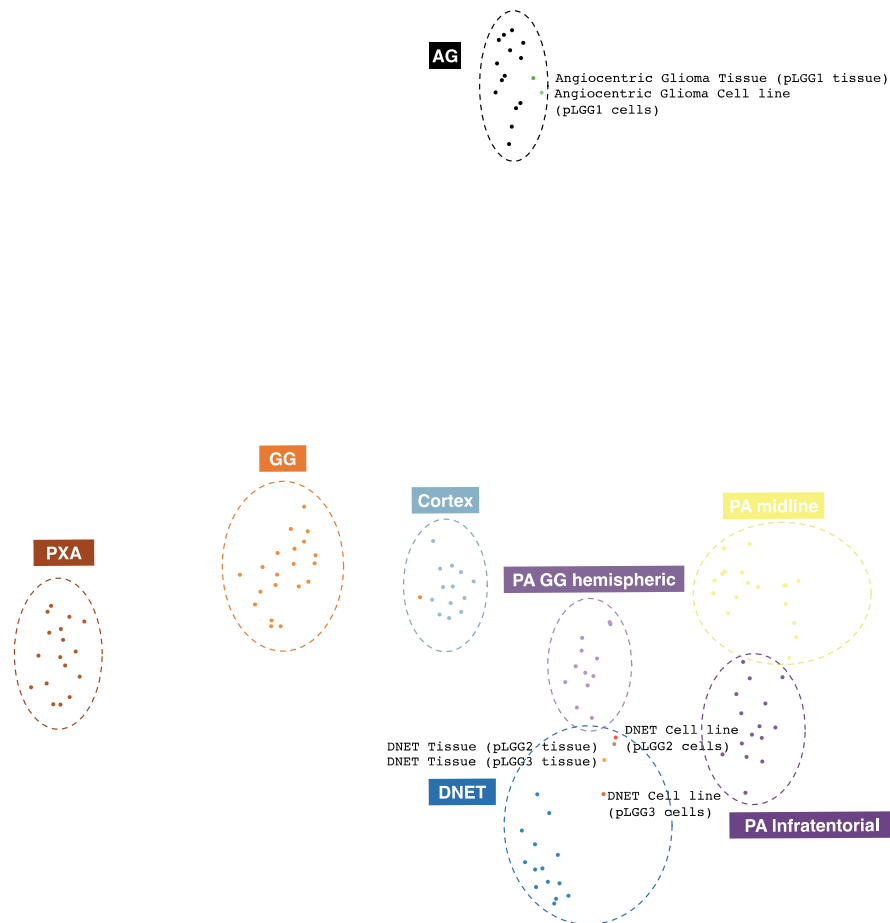 AG
Angiocentric Glioma Tissue (pLGG1 tissue)
Angiocentric Glioma Cell line
(pLGG1 cells)
GG
Cortex
PA midline
PXA
PA GG hemispheric
DNET Cell line
(pLGG2 cells)
DNET Tissue (pLGG2 tissue)
DNET Tissue (pLGG3 tissue)
DNET
DNET Cell line
(pLGG3 cells)
PA Infratentorial